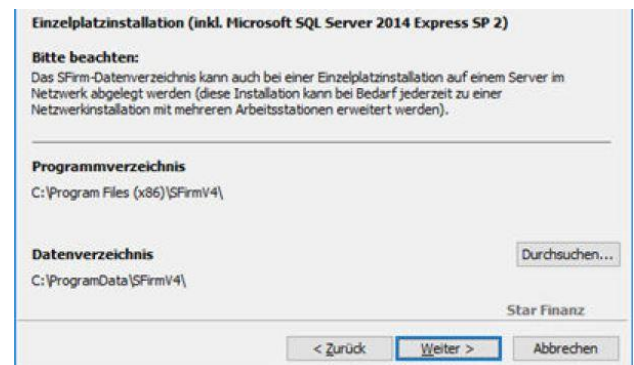 Einzelplatzinstallation (inkl. Microsoft SQL Server 2014 Express SP 2)
Bitte beachten:
Das SFirm-Datenverzeichnis kann auch bei einer Einzelplatzinstallation auf einem Server im
Netzwerk abgelegt werden (diese Installation kann bei Bedarf jederzeit zu einer
Netzwerkinstallation mit mehreren Arbeitsstationen erweitert werden).
Programmverzeichnis
C:\Program Files (x86)\SFirmV4\
Datenverzeichnis
Durchsuchen...
C:\ProgramData\SFirmV4\
Star Finanz
< Zurück
Weiter >
Abbrechen